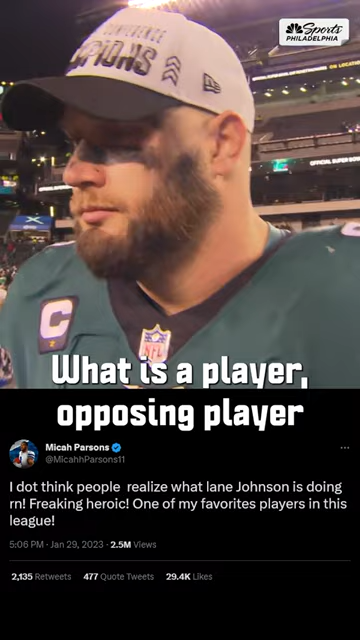 NBC Sports
PHILADELPHIA
CONFERENCE
CHAMPIONS
C
NFL
What is a player,
opposing player
Micah Parsons
@MicahhParsons11
I dot think people  realize what lane Johnson is doing
rn! Freaking heroic! One of my favorites players in this
league!
5:06 PM · Jan 29, 2023 · 2.5M Views
2,135 Retweets 477 Quote Tweets 29.4K Likes